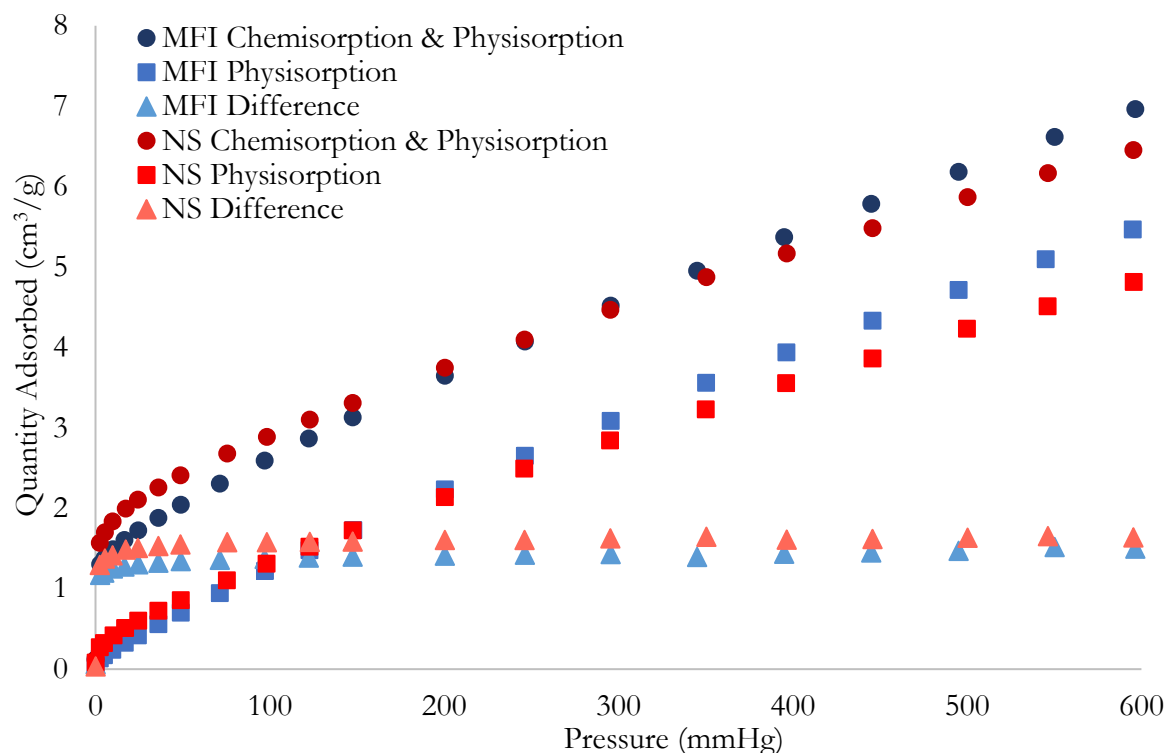 8
7
6
5
4
3
2
1
0
Quantity Adsorbed (cm³/g)
MFI Chemisorption & Physisorption
MFI Physisorption
MFI Difference
NS Chemisorption & Physisorption
NS Physisorption
NS Difference
0 100 200 300 400 500 600
Pressure (mmHg)